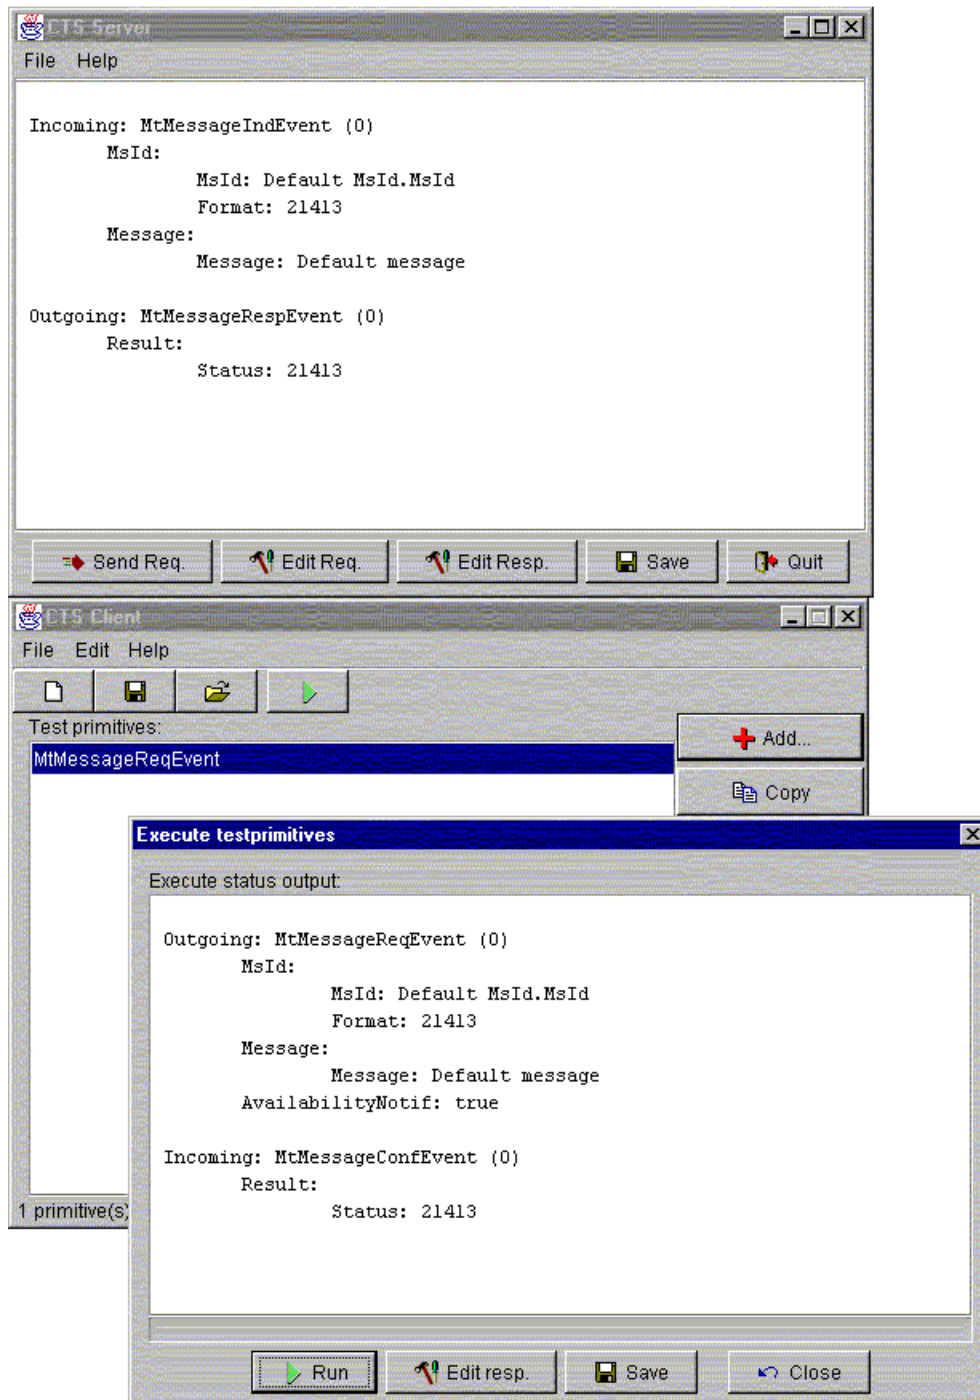 CTS Server
File Help
Incoming: MtMessageIndEvent (0)
MsId:
MsId: Default MsId.MsId
Format: 21413
Message:
Message: Default message
Outgoing: MtMessageRespEvent (0)
Result:
Status: 21413
Send Req. Edit Req. Edit Resp. Save Quit
CTS Client
File Edit Help
Test primitives:
Add...
MtMessageReqEvent
Copy
Execute testprimitives
Execute status output:
Outgoing: MtMessageReqEvent (0)
MsId:
MsId: Default MsId.MsId
Format: 21413
Message:
Message: Default message
AvailabilityNotif: true
Incoming: MtMessageConfEvent (0)
Result:
Status: 21413
1 primitive(s)
Run Edit resp. Save Close